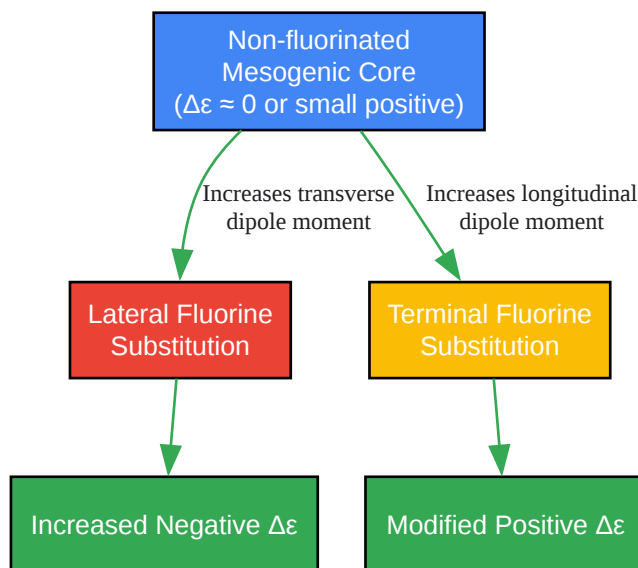 Non-fluorinated
Mesogenic Core
(Δε ≈ 0 or small positive)
Increases transverse
dipole moment
Increases longitudinal
dipole moment
Lateral Fluorine
Substitution
Terminal Fluorine
Substitution
Increased Negative Δε
Modified Positive Δε